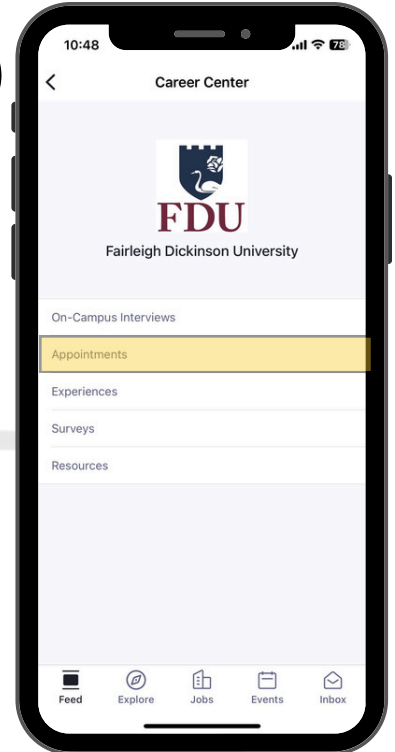 10:48
78
Career Center
FDU
Fairleigh Dickinson University
On-Campus Interviews
Appointments
Experiences
Surveys
Resources
Feed Explore Jobs Events Inbox